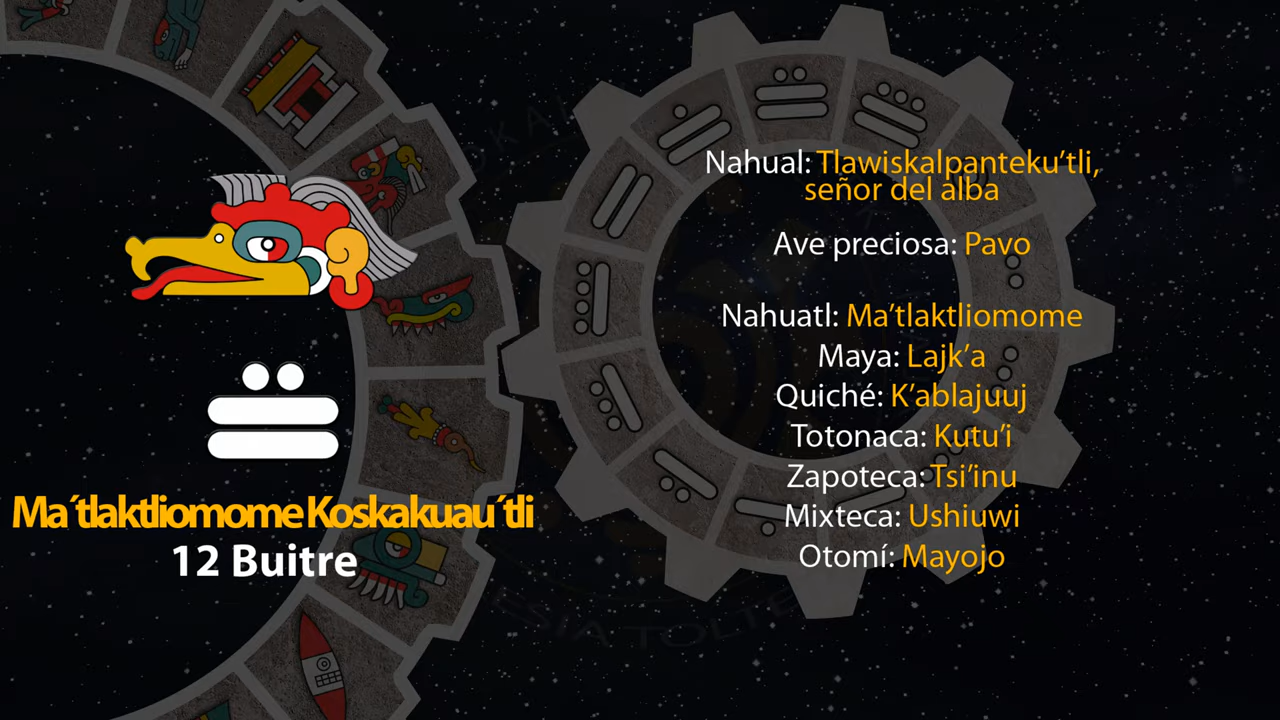 Nahual: Tlawiskalpanteku’tli,
señor del alba
Ave preciosa: Pavo
Nahuatl: Ma’tlaktliomome
Maya: Lajk’a
Quiché: K’ablajuuj
Totonaca: Kutu’i
Zapoteca: Tsi’inu
Mixteca: Ushiuwi
Otomí: Mayojo
Ma´tlaktliomome Koskakuau´tli
12 Buitre